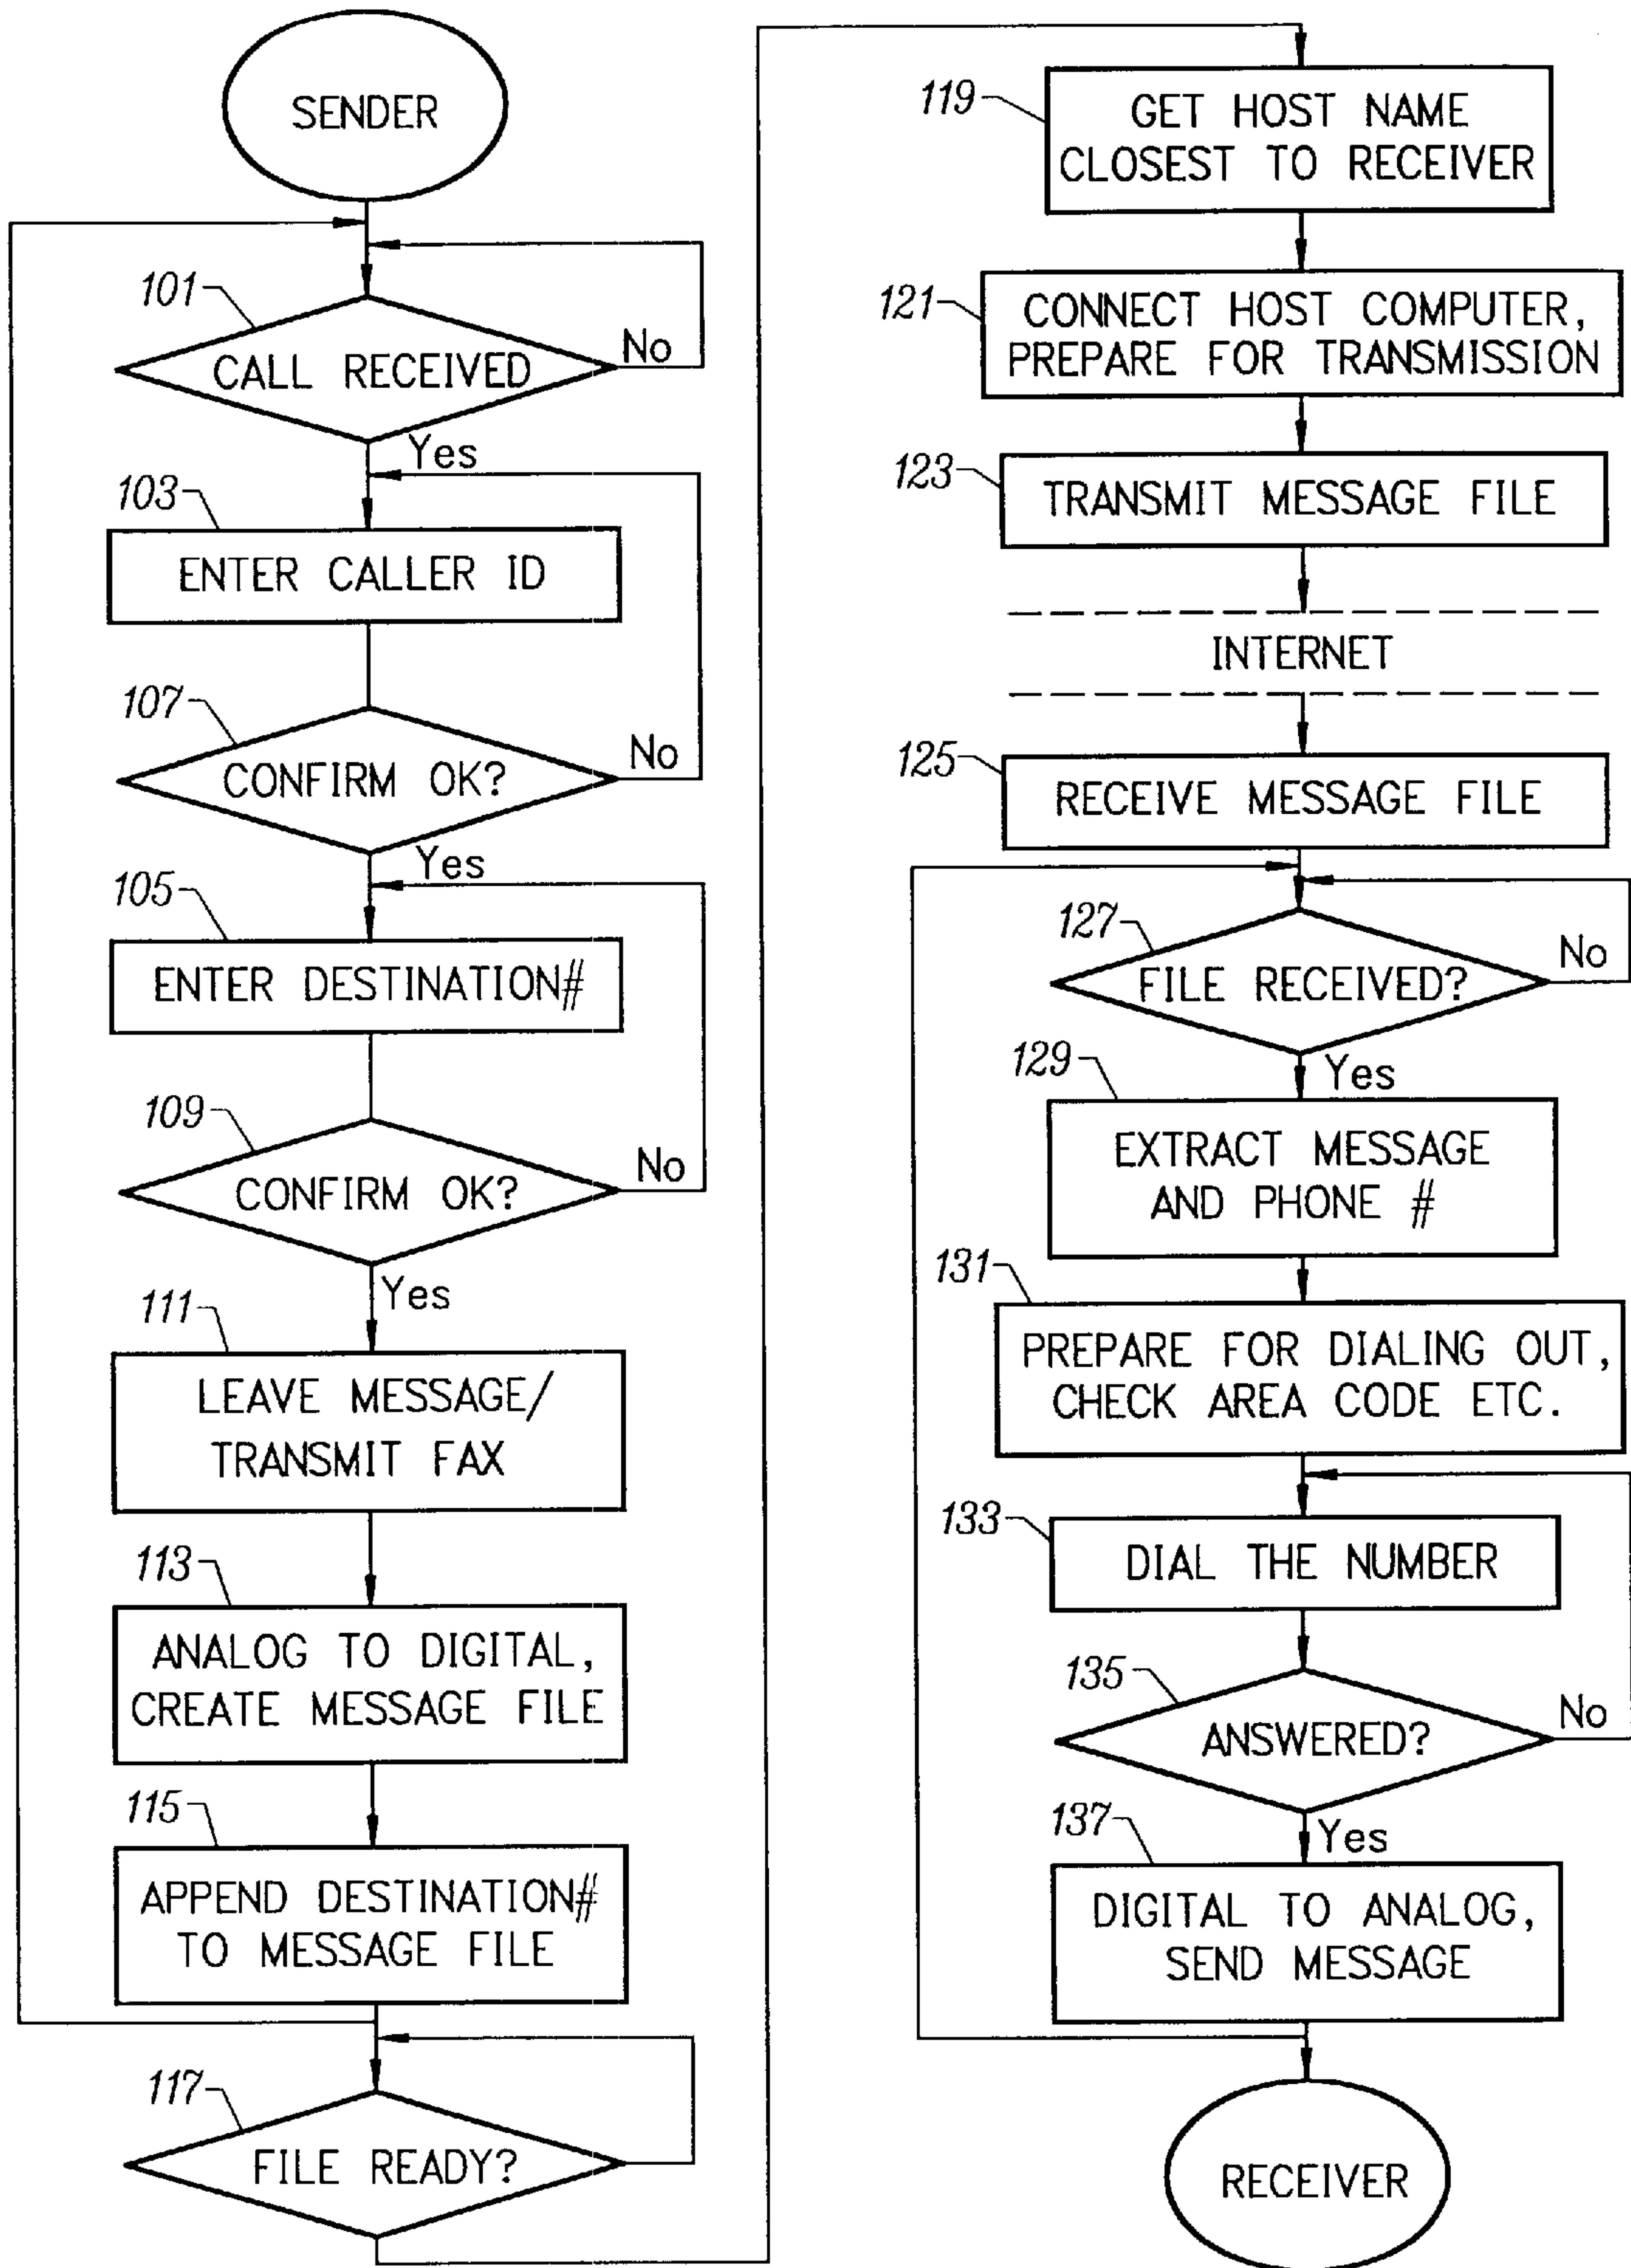 SENDER
101
CALL RECEIVED
No
Yes
103
ENTER CALLER ID
107
CONFIRM OK?
No
Yes
105
ENTER DESTINATION#
109
CONFIRM OK?
No
Yes
111
LEAVE MESSAGE/
TRANSMIT FAX
113
ANALOG TO DIGITAL,
CREATE MESSAGE FILE
115
APPEND DESTINATION#
TO MESSAGE FILE
117
FILE READY?
119
GET HOST NAME
CLOSEST TO RECEIVER
121
CONNECT HOST COMPUTER,
PREPARE FOR TRANSMISSION
123
TRANSMIT MESSAGE FILE
INTERNET
125
RECEIVE MESSAGE FILE
127
FILE RECEIVED?
No
Yes
129
EXTRACT MESSAGE
AND PHONE #
131
PREPARE FOR DIALING OUT,
CHECK AREA CODE ETC.
133
DIAL THE NUMBER
135
ANSWERED?
No
Yes
137
DIGITAL TO ANALOG,
SEND MESSAGE
RECEIVER